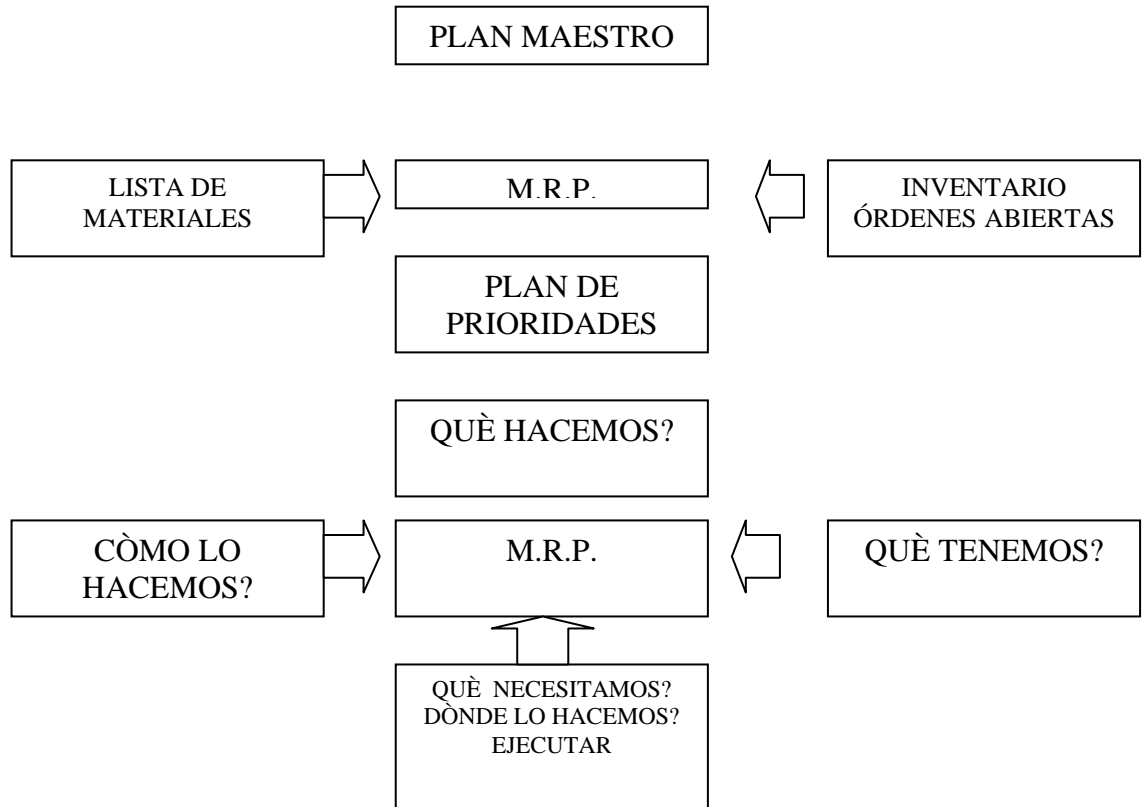 PLAN MAESTRO
LISTA DE
MATERIALES
M.R.P.
INVENTARIO
ÓRDENES ABIERTAS
PLAN DE
PRIORIDADES
QUÈ HACEMOS?
CÒMO LO
HACEMOS?
M.R.P.
QUÈ TENEMOS?
QUÈ NECESITAMOS?
DÒNDE LO HACEMOS?
EJECUTAR